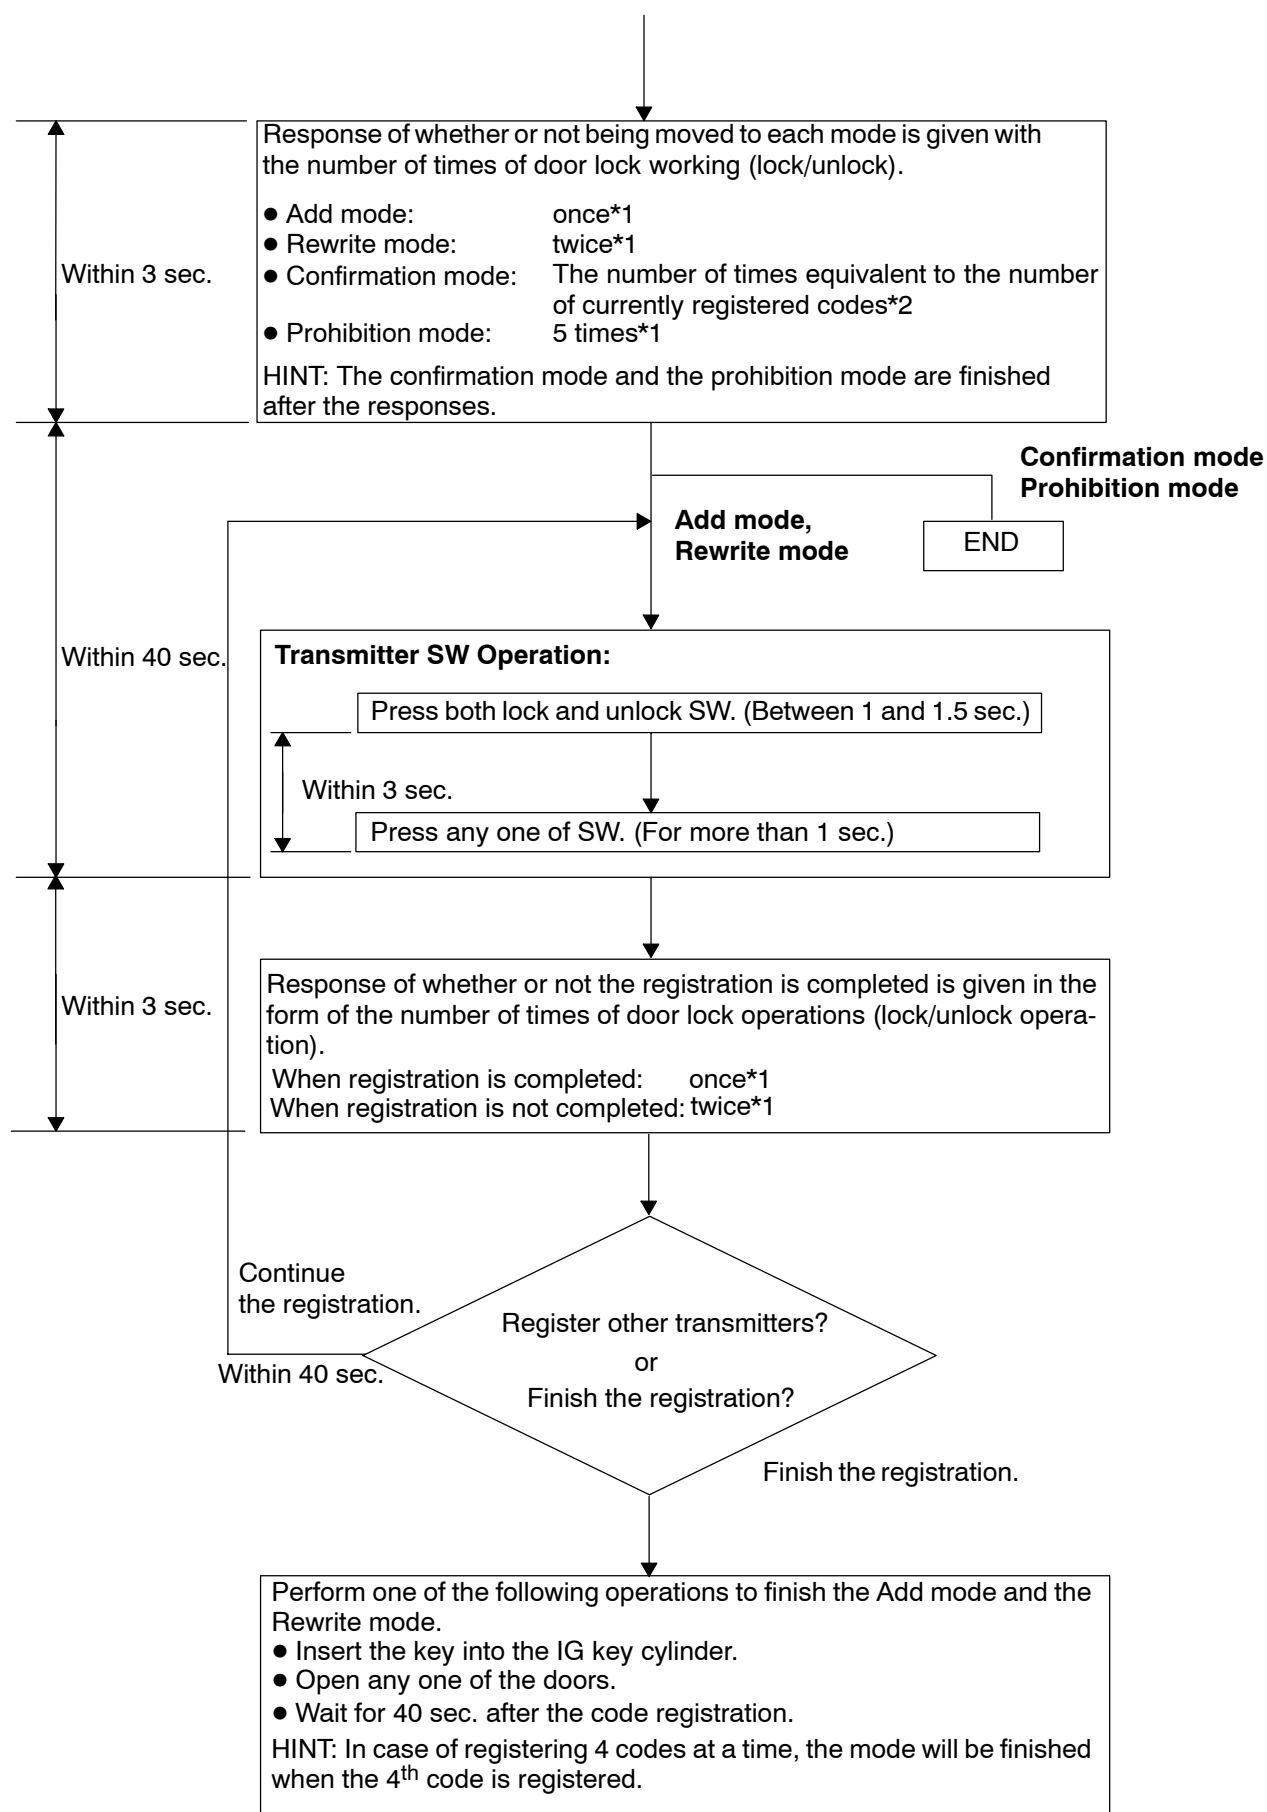 Response of whether or not being moved to each mode is given with
the number of times of door lock working (lock/unlock).
● Add mode: once*1
● Rewrite mode: twice*1
● Confirmation mode: The number of times equivalent to the number
of currently registered codes*2
● Prohibition mode: 5 times*1
HINT: The confirmation mode and the prohibition mode are finished
after the responses.
Within 3 sec.
Confirmation mode
Prohibition mode
END
Add mode,
Rewrite mode
Within 40 sec.
Transmitter SW Operation:
Press both lock and unlock SW. (Between 1 and 1.5 sec.)
Within 3 sec.
Press any one of SW. (For more than 1 sec.)
Within 3 sec.
Response of whether or not the registration is completed is given in the
form of the number of times of door lock operations (lock/unlock opera-
tion).
When registration is completed: once*1
When registration is not completed: twice*1
Continue
the registration.
Within 40 sec.
Register other transmitters?
or
Finish the registration?
Finish the registration.
Perform one of the following operations to finish the Add mode and the
Rewrite mode.
● Insert the key into the IG key cylinder.
● Open any one of the doors.
● Wait for 40 sec. after the code registration.
HINT: In case of registering 4 codes at a time, the mode will be finished
when the 4th code is registered.